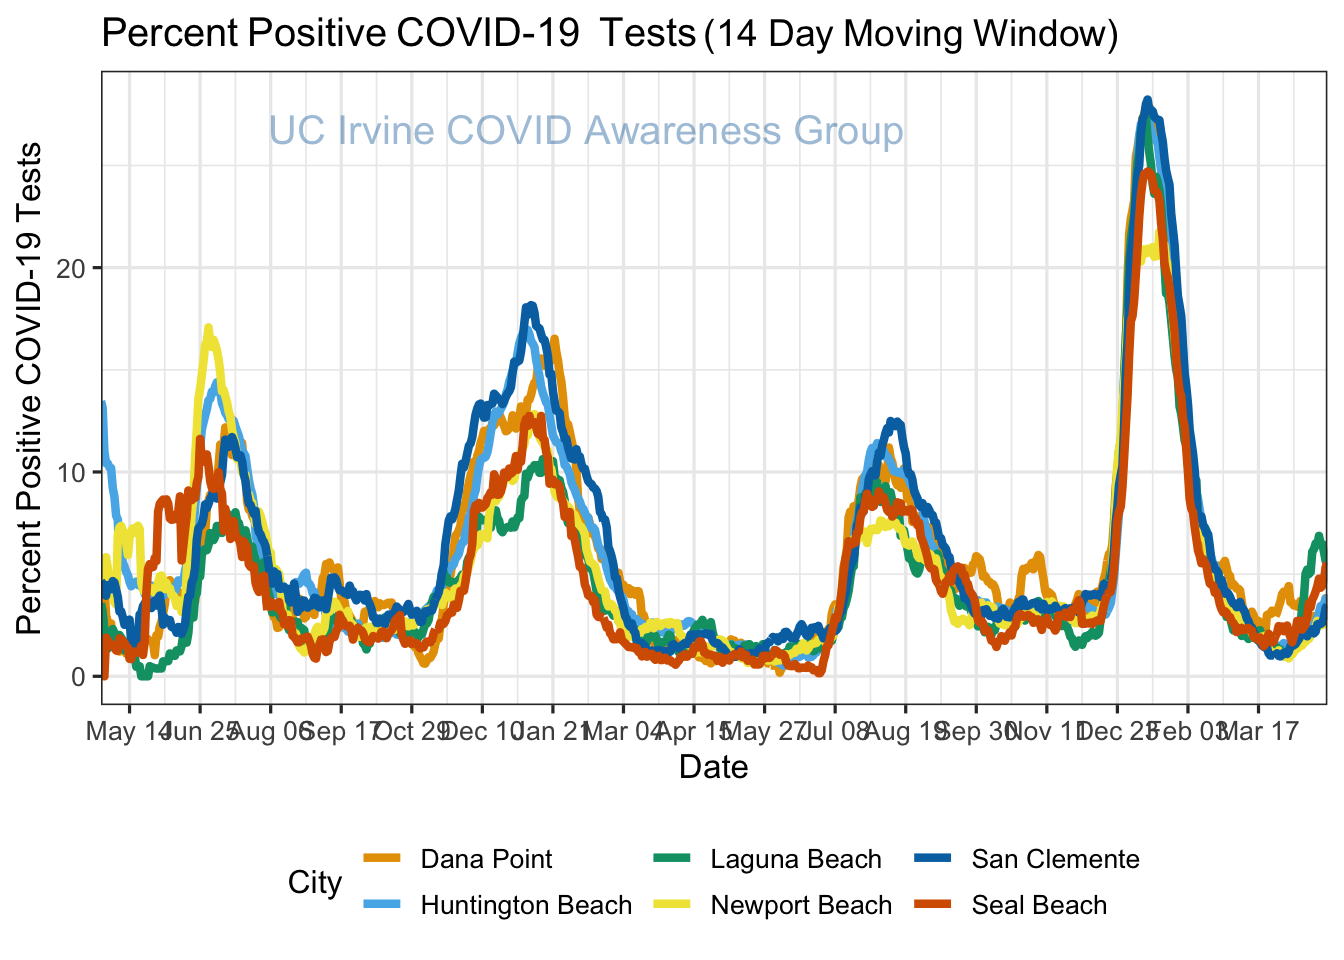 Percent Positive COVID-19 Tests (14 Day Moving Window)
UC Irvine COVID Awareness Group
Percent Positive COVID-19 Tests
20
10
0
May 14 Jun 25 Aug 06 Sep 17 Oct 29 Dec 10 Jan 21 Mar 04 Apr 15 May 27 Jul 08 Aug 19 Sep 30 Nov 11 Dec 23 Feb 03 Mar 17
Date
City
Dana Point Laguna Beach San Clemente
Huntington Beach Newport Beach Seal Beach